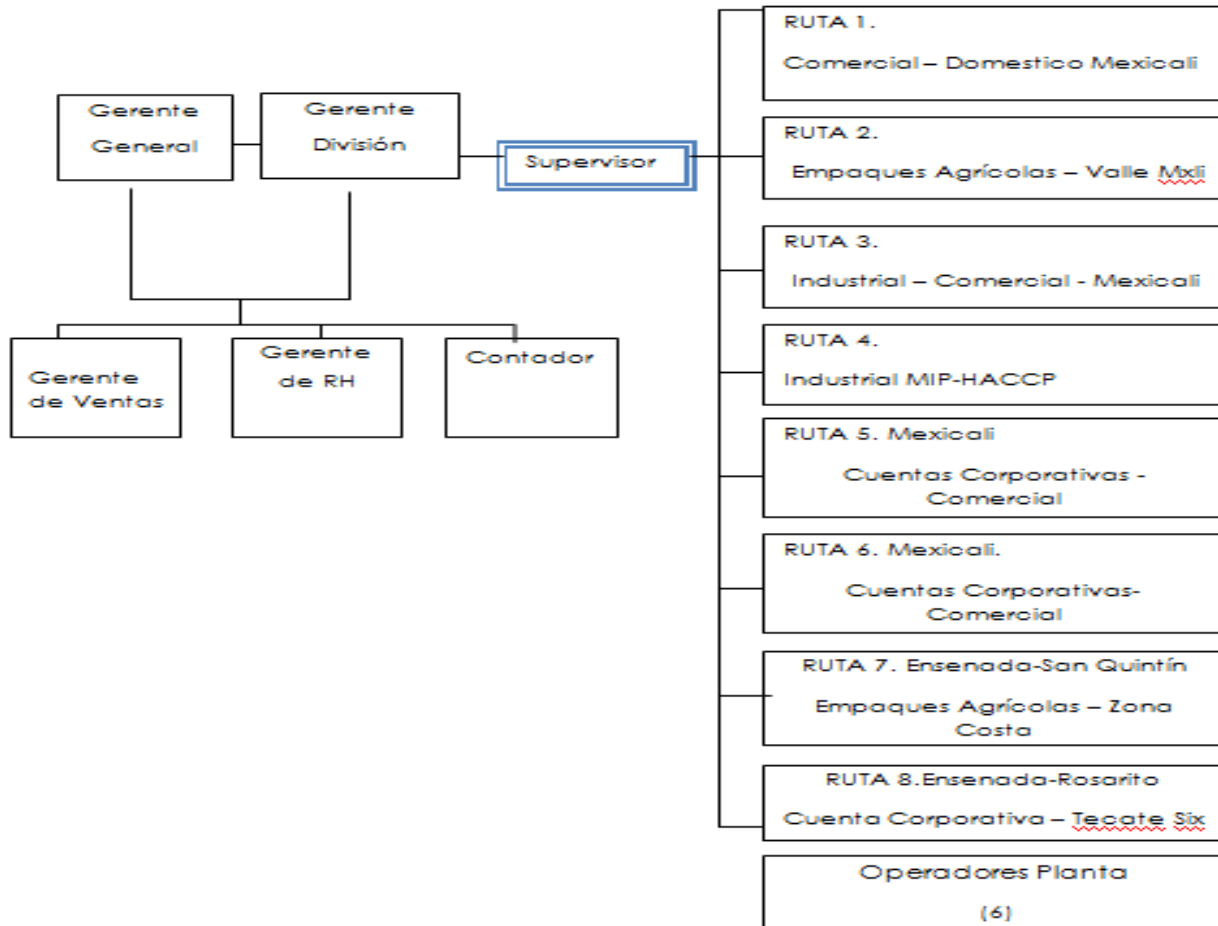 Gerente
General
Gerente
División
Supervisor
Gerente
de Ventas
Gerente
de RH
Contador
RUTA 1.
Comercial – Domestico Mexicali
RUTA 2.
Empaques Agrícolas – Valle Mxli
RUTA 3.
Industrial – Comercial - Mexicali
RUTA 4.
Industrial MIP-HACCP
RUTA 5. Mexicali
Cuentas Corporativas -
Comercial
RUTA 6. Mexicali.
Cuentas Corporativas-
Comercial
RUTA 7. Ensenada-San Quintín
Empaques Agrícolas – Zona
Costa
RUTA 8.Ensenada-Rosarito
Cuenta Corporativa – Tecate Six
Operadores Planta
(6)